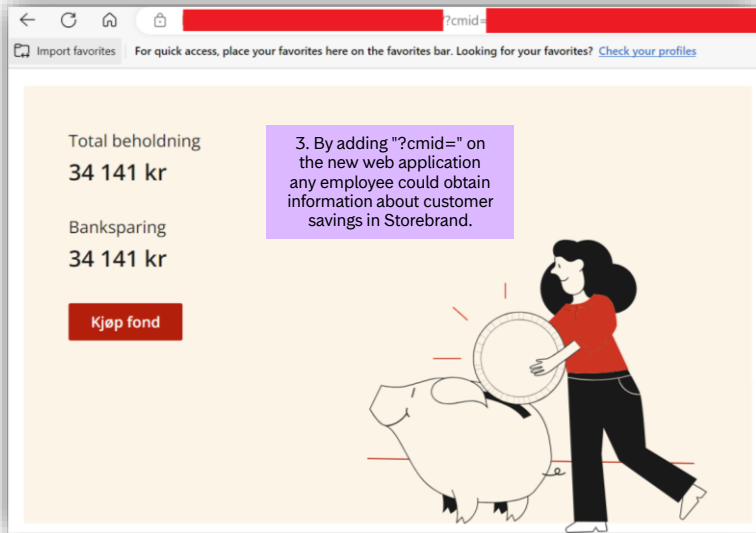 ?cmid=
Import favorites For quick access, place your favorites here on the favorites bar. Looking for your favorites? Check your profiles
Total beholdning
34 141 kr
3. By adding "?cmid=" on
the new web application
any employee could obtain
information about customer
savings in Storebrand.
Banksparing
34 141 kr
Kjøp fond